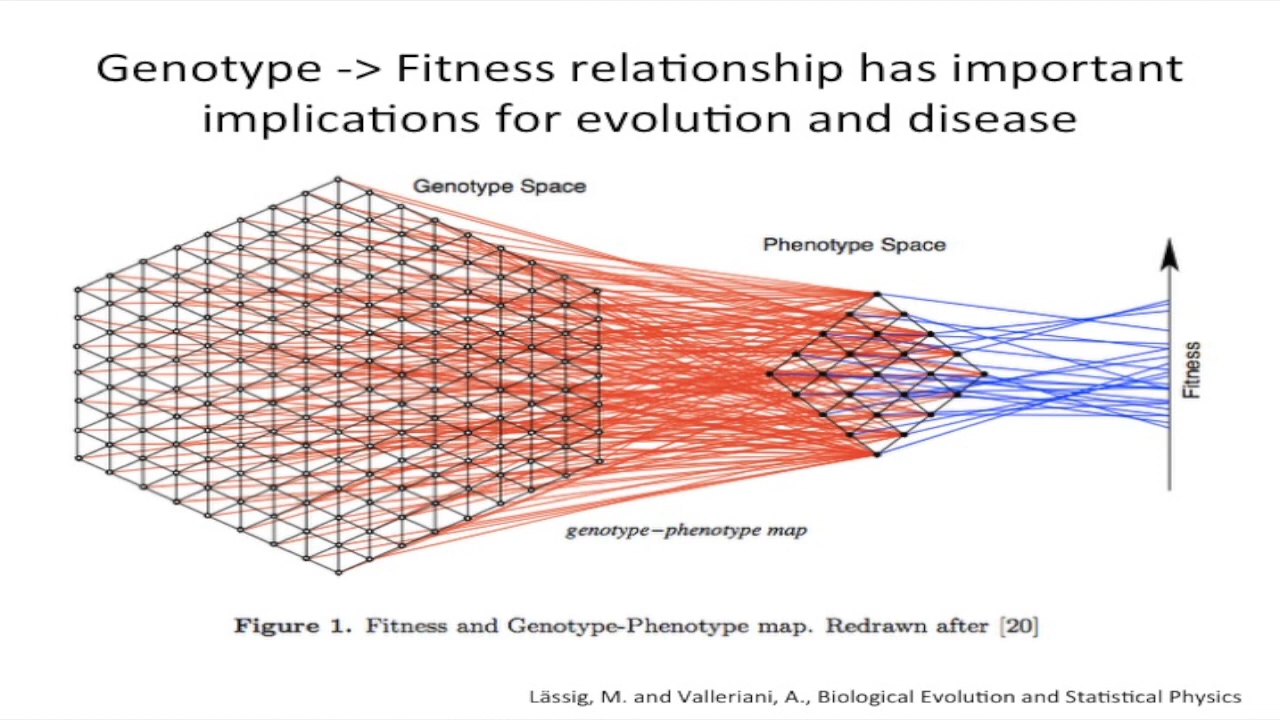 Genotype -> Fitness relationship has important
implications for evolution and disease
Genotype Space
Phenotype Space
Fitness
genotype−phenotype map
Figure 1. Fitness and Genotype-Phenotype map. Redrawn after [20]
Lässig, M. and Valleriani, A., Biological Evolution and Statistical Physics